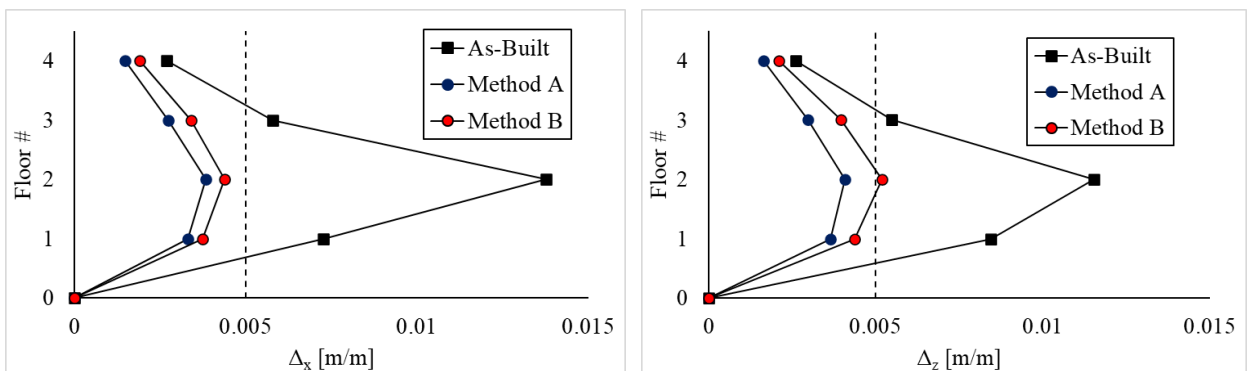 4
3
2
1
0
Floor #
As-Built
Method A
Method B
0 0.005 0.01 0.015
Δx [m/m]
4
3
2
1
0
Floor #
As-Built
Method A
Method B
0 0.005 0.01 0.015
Δz [m/m]